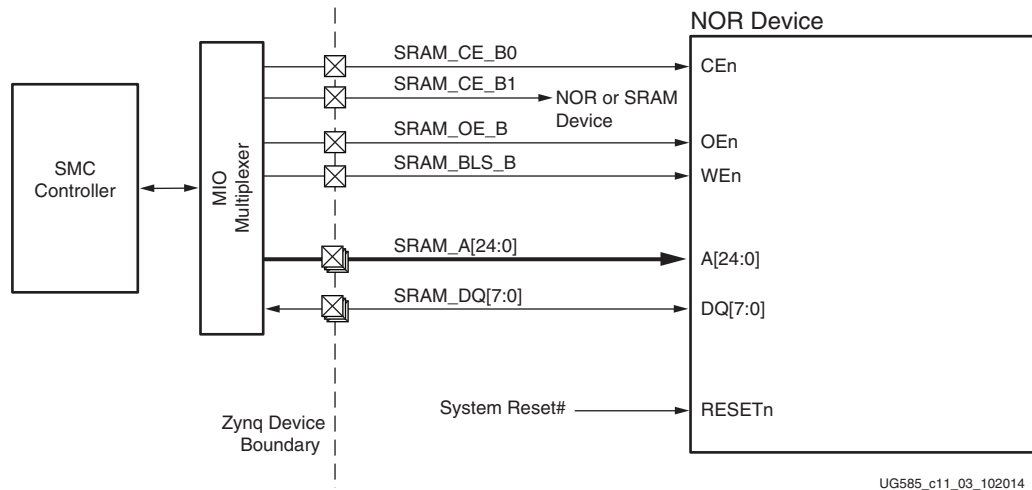 NOR Device
SRAM_CE_B0
CEn
SRAM_CE_B1
NOR or SRAM
Device
SRAM_OE_B
OEn
SMC
Controller
MIO
Multiplexer
SRAM_BLS_B
WEn
SRAM_A[24:0]
A[24:0]
SRAM_DQ[7:0]
DQ[7:0]
System Reset#
RESETn
Zynq Device
Boundary
UG585_c11_03_102014